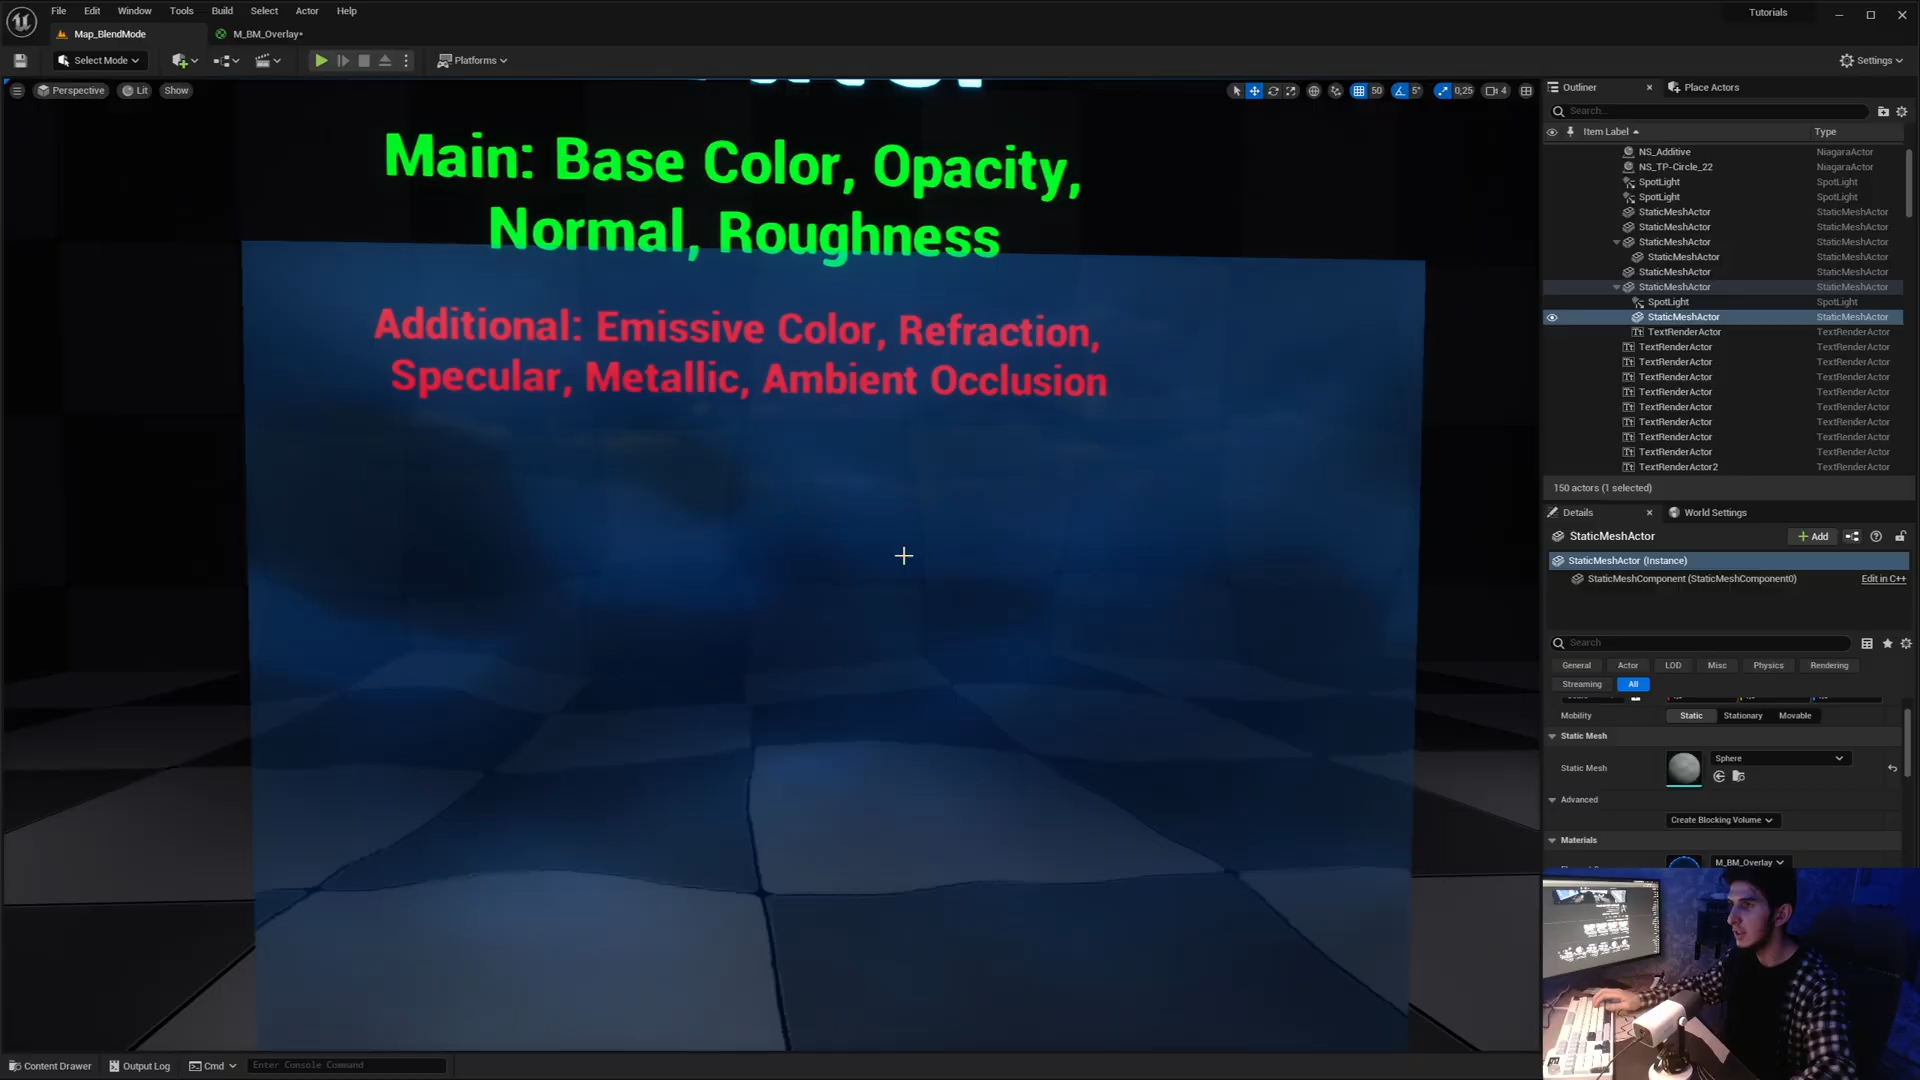 File Edit Window Tools Build Select Actor Help
Tutorials
Map_BlendMode
M_BM_Overlay*
Select Mode
Platforms
Settings
Perspective
Lit
Show
50
5°
0,25
4
Main: Base Color, Opacity,
Normal, Roughness
Additional: Emissive Color, Refraction,
Specular, Metallic, Ambient Occlusion
Outliner
Place Actors
Search...
Item Label
Type
NS_Additive NiagaraActor
NS_TP-Circle_22 NiagaraActor
SpotLight SpotLight
SpotLight SpotLight
StaticMeshActor StaticMeshActor
StaticMeshActor StaticMeshActor
StaticMeshActor StaticMeshActor
StaticMeshActor StaticMeshActor
StaticMeshActor StaticMeshActor
StaticMeshActor StaticMeshActor
SpotLight SpotLight
StaticMeshActor StaticMeshActor
TextRenderActor TextRenderActor
TextRenderActor TextRenderActor
TextRenderActor TextRenderActor
TextRenderActor TextRenderActor
TextRenderActor TextRenderActor
TextRenderActor TextRenderActor
TextRenderActor TextRenderActor
TextRenderActor TextRenderActor
TextRenderActor TextRenderActor
TextRenderActor2 TextRenderActor
150 actors (1 selected)
Details
World Settings
StaticMeshActor
Add
StaticMeshActor (Instance)
StaticMeshComponent (StaticMeshComponent0)
Edit in C++
Search
General Actor LOD Misc Physics Rendering
Streaming All
Mobility
Static Stationary Movable
Static Mesh
Static Mesh
Sphere
Advanced
Create Blocking Volume
Materials
M_BM_Overlay
Content Drawer
Output Log
Cmd
Enter Console Command